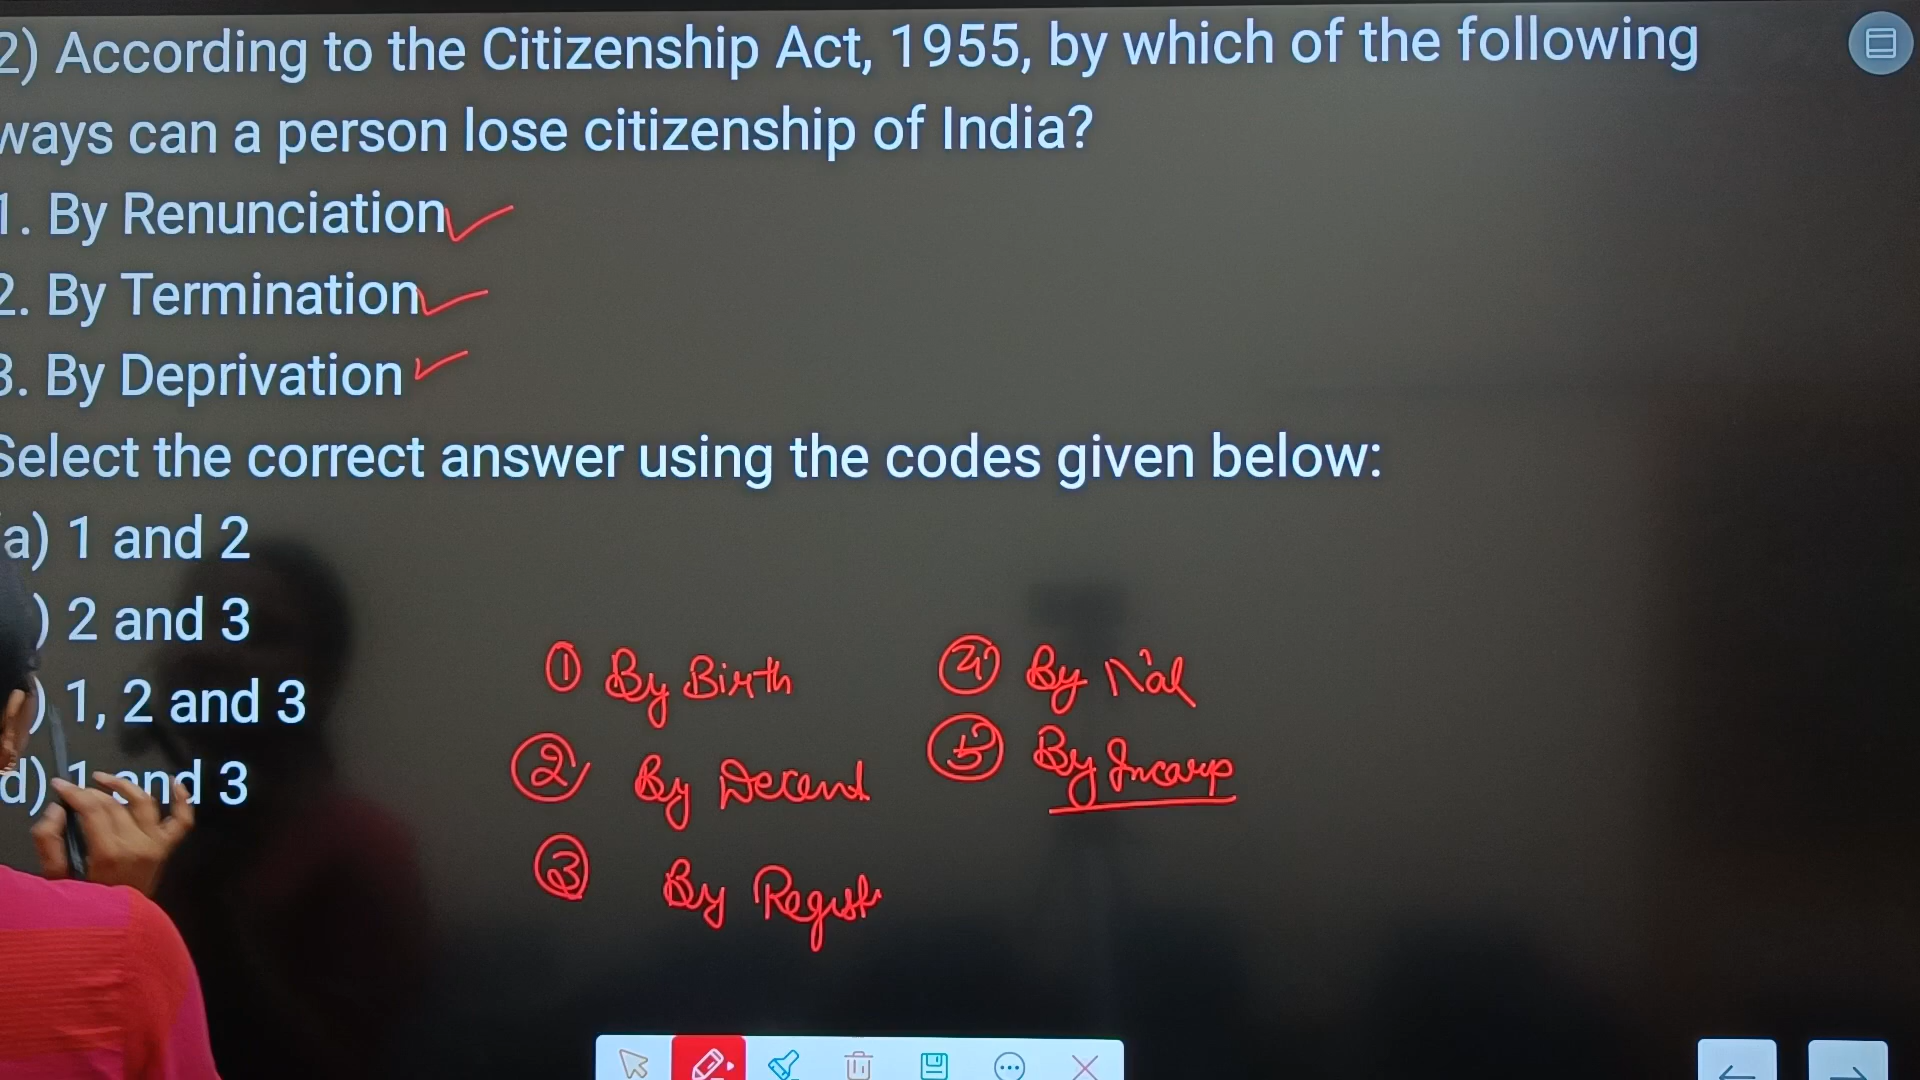 2) According to the Citizenship Act, 1955, by which of the following
ways can a person lose citizenship of India?
1. By Renunciation
2. By Termination
3. By Deprivation
Select the correct answer using the codes given below:
a) 1 and 2
) 2 and 3
) 1, 2 and 3
d) 1 and 3
① By Birth
② By Decent
③ By Regist
④ By Nal
⑤ By Incorp